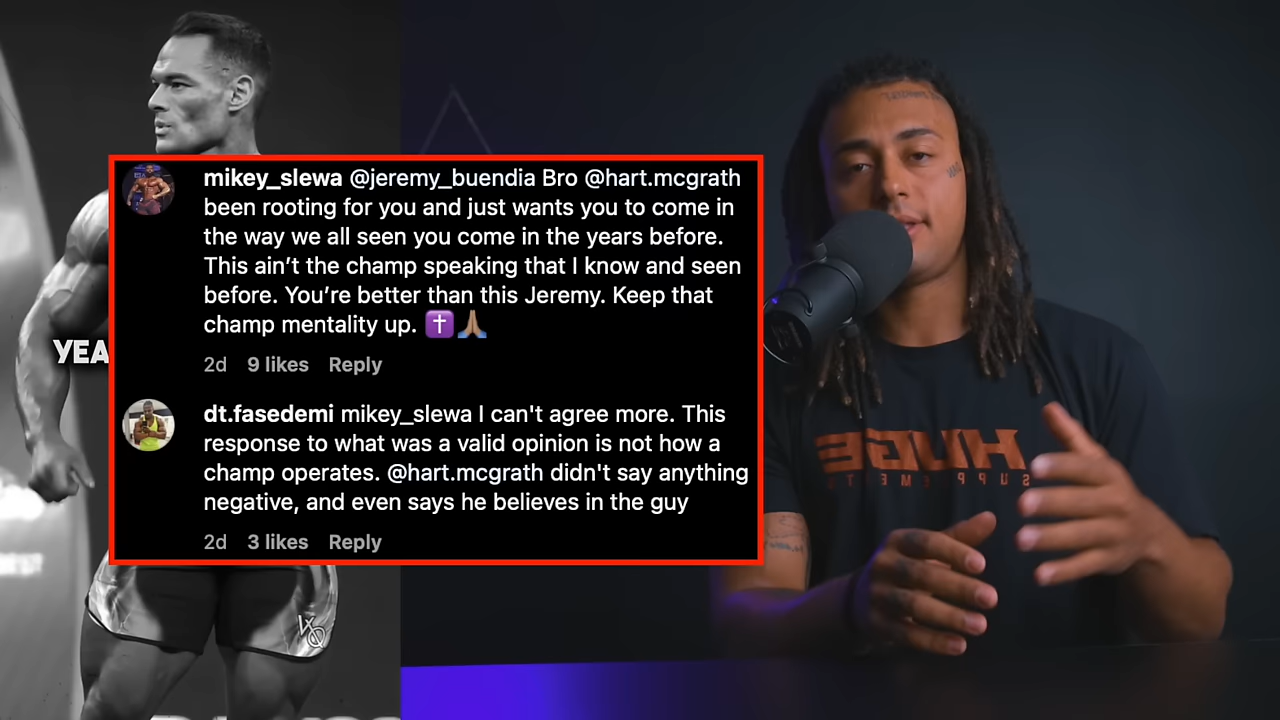 mikey_slewa @jeremy_buendia Bro @hart.mcgrath
been rooting for you and just wants you to come in
the way we all seen you come in the years before.
This ain’t the champ speaking that I know and seen
before. You’re better than this Jeremy. Keep that
champ mentality up. ✝️🙏🏽
2d 9 likes Reply
dt.fasedemi mikey_slewa I can't agree more. This
response to what was a valid opinion is not how a
champ operates. @hart.mcgrath didn't say anything
negative, and even says he believes in the guy
2d 3 likes Reply
YEA
HUGE
SUPPLEMENTS